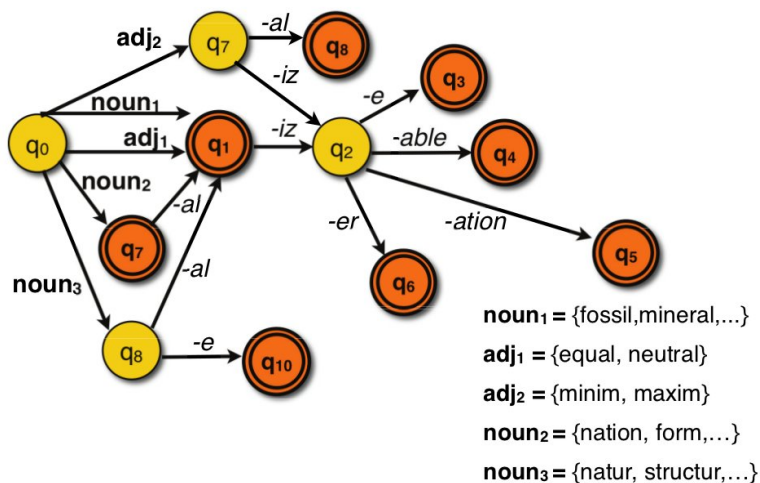 adj2
-al
q7
q8
-iz
-e
q3
noun1
q0
adj1
q1
-iz
q2
-able
q4
noun2
-al
q7
-er
-ation
q5
-al
q6
noun3
q8
-e
q10
noun1 = {fossil,mineral,...}
adj1 = {equal, neutral}
adj2 = {minim, maxim}
noun2 = {nation, form,...}
noun3 = {natur, structur,...}